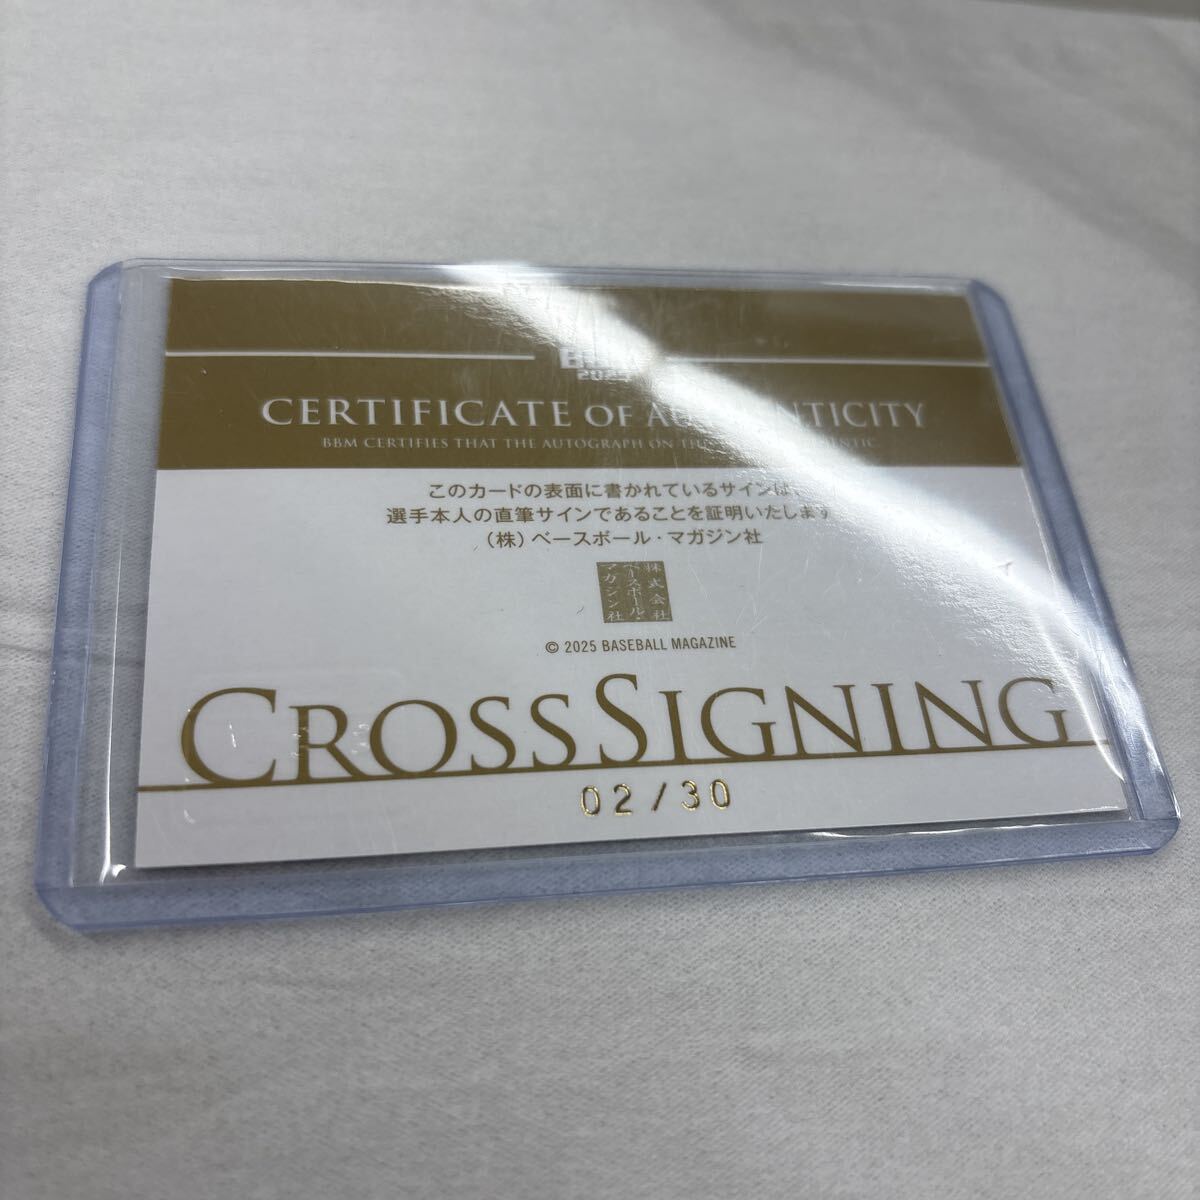 BBM
2025
CERTIFICATE OF AUTHENTICITY
BBM CERTIFIES THAT THE AUTOGRAPH ON
このカードの表面に書かれているサインは、
選手本人の直筆サインであることを証明いたします
(株)ベースボール・マガジン社
株式会社
ベースボール・
マガジン社
© 2025 BASEBALL MAGAZINE
CROSSSIGNING
02/30